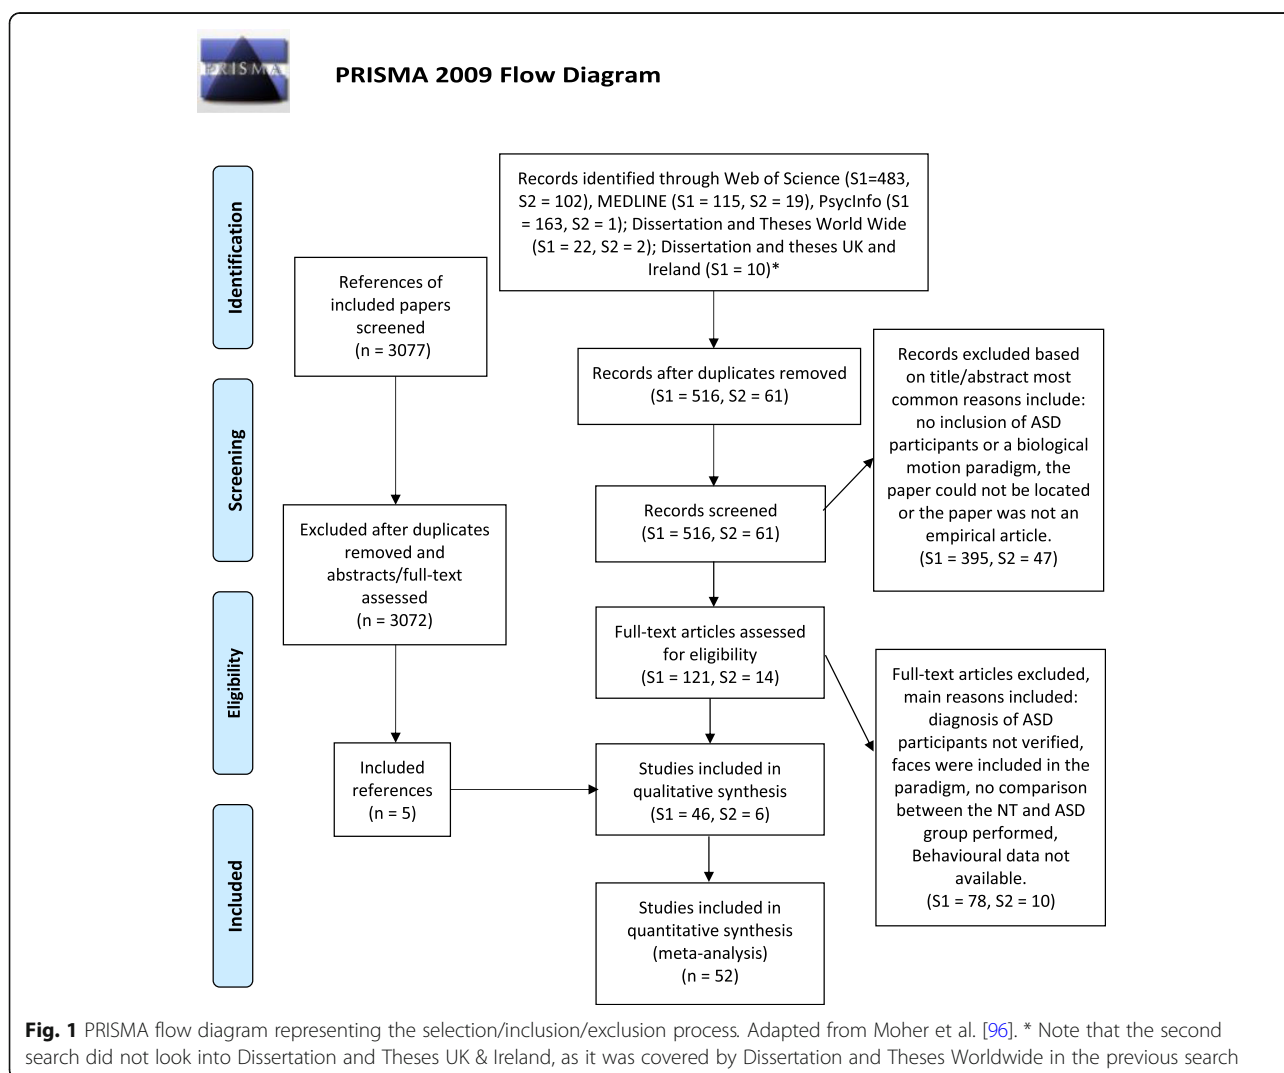 PRISMA
PRISMA 2009 Flow Diagram
Identification
Screening
Eligibility
Included
References of
included papers
screened
(n = 3077)
Excluded after duplicates
removed and
abstracts/full-text
assessed
(n = 3072)
Included
references
(n = 5)
Records identified through Web of Science (S1=483,
S2 = 102), MEDLINE (S1 = 115, S2 = 19), PsycInfo (S1
= 163, S2 = 1); Dissertation and Theses World Wide
(S1 = 22, S2 = 2); Dissertation and theses UK and
Ireland (S1 = 10)*
Records after duplicates removed
(S1 = 516, S2 = 61)
Records screened
(S1 = 516, S2 = 61)
Records excluded based
on title/abstract most
common reasons include:
no inclusion of ASD
participants or a biological
motion paradigm, the
paper could not be located
or the paper was not an
empirical article.
(S1 = 395, S2 = 47)
Full-text articles assessed
for eligibility
(S1 = 121, S2 = 14)
Full-text articles excluded,
main reasons included:
diagnosis of ASD
participants not verified,
faces were included in the
paradigm, no comparison
between the NT and ASD
group performed,
Behavioural data not
available.
(S1 = 78, S2 = 10)
Studies included in
qualitative synthesis
(S1 = 46, S2 = 6)
Studies included in
quantitative synthesis
(meta-analysis)
(n = 52)
Fig. 1 PRISMA flow diagram representing the selection/inclusion/exclusion process. Adapted from Moher et al. [96]. * Note that the second
search did not look into Dissertation and Theses UK & Ireland, as it was covered by Dissertation and Theses Worldwide in the previous search